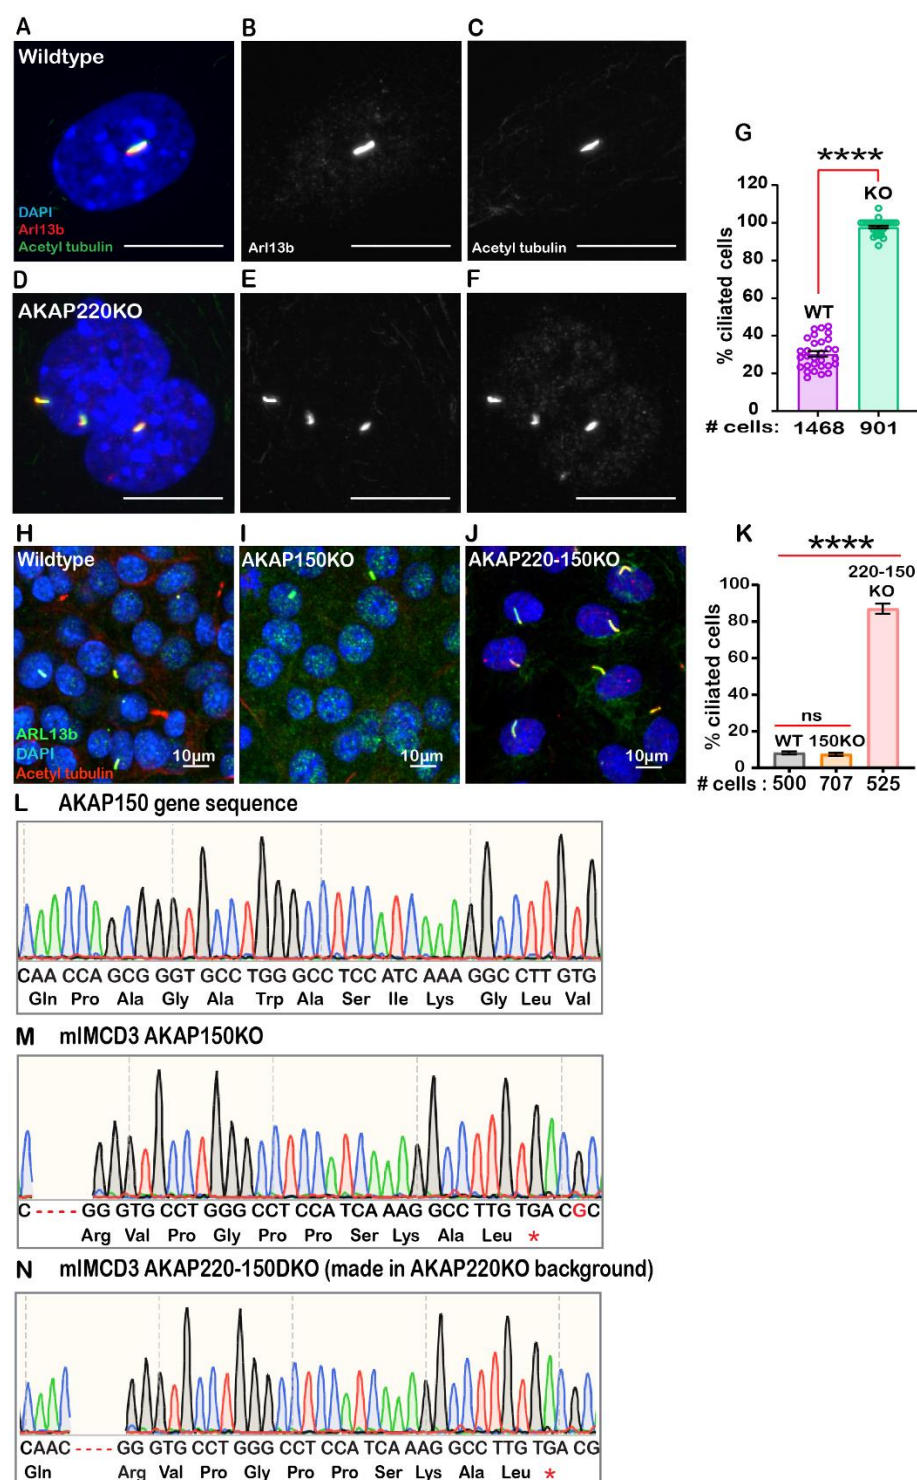 A
Wildtype
DAPI
Arl13b
Acetyl tubulin
B
Arl13b
C
Acetyl tubulin
D
AKAP220KO
E
F
G
****
% ciliated cells
120
100
80
60
40
20
0
WT
KO
# cells: 1468 901
H
Wildtype
ARL13b
DAPI
Acetyl tubulin
10µm
I
AKAP150KO
10µm
J
AKAP220-150KO
10µm
K
****
% ciliated cells
100
80
60
40
20
0
220-150
KO
ns
WT 150KO
# cells : 500 707 525
L AKAP150 gene sequence
CAA CCA GCG GGT GCC TGG GCC TCC ATC AAA GGC CTT GTG
Gln Pro Ala Gly Ala Trp Ala Ser Ile Lys Gly Leu Val
M mIMCD3 AKAP150KO
C - - - - GG GTG CCT GGG CCT CCA TCA AAG GCC TTG TGA CGC
Arg Val Pro Gly Pro Pro Ser Lys Ala Leu *
N mIMCD3 AKAP220-150DKO (made in AKAP220KO background)
CAAC - - - - GG GTG CCT GGG CCT CCA TCA AAG GCC TTG TGA CG
Gln Arg Val Pro Gly Pro Pro Ser Lys Ala Leu *